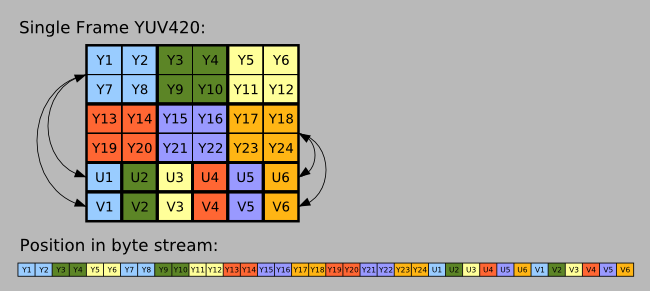 Single Frame YUV420:
Y1 Y2 Y3 Y4 Y5 Y6
Y7 Y8 Y9 Y10 Y11 Y12
Y13 Y14 Y15 Y16 Y17 Y18
Y19 Y20 Y21 Y22 Y23 Y24
U1 U2 U3 U4 U5 U6
V1 V2 V3 V4 V5 V6
Position in byte stream:
Y1 Y2 Y3 Y4 Y5 Y6 Y7 Y8 Y9 Y10 Y11 Y12 Y13 Y14 Y15 Y16 Y17 Y18 Y19 Y20 Y21 Y22 Y23 Y24 U1 U2 U3 U4 U5 U6 V1 V2 V3 V4 V5 V6